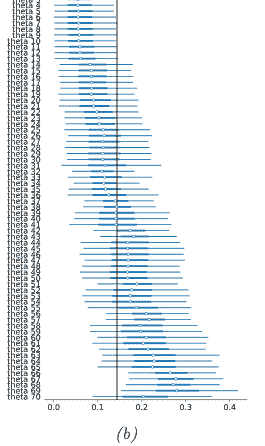 theta 4
theta 5
theta 6
theta 7
theta 8
theta 9
theta 10
theta 11
theta 12
theta 13
theta 14
theta 15
theta 16
theta 17
theta 18
theta 19
theta 20
theta 21
theta 22
theta 23
theta 24
theta 25
theta 26
theta 27
theta 28
theta 29
theta 30
theta 31
theta 32
theta 33
theta 34
theta 35
theta 36
theta 37
theta 38
theta 39
theta 40
theta 41
theta 42
theta 43
theta 44
theta 45
theta 46
theta 47
theta 48
theta 49
theta 50
theta 51
theta 52
theta 53
theta 54
theta 55
theta 56
theta 57
theta 58
theta 59
theta 60
theta 61
theta 62
theta 63
theta 64
theta 65
theta 66
theta 67
theta 68
theta 69
theta 70
0.0 0.1 0.2 0.3 0.4
(b)